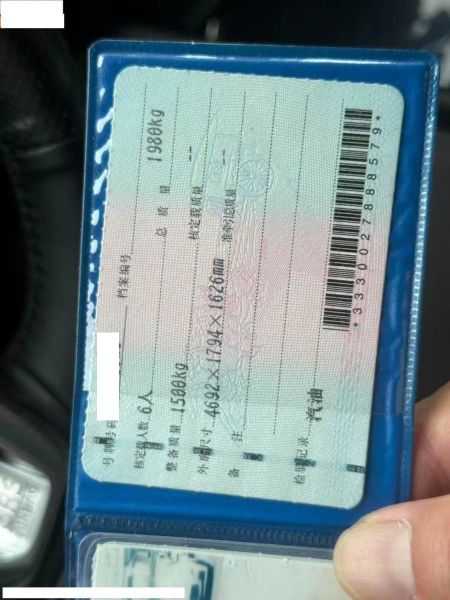 号牌号码 档案编号
核定载人数 6人 总质量 1980kg
整备质量 1500kg 核定载质量 --
外廓尺寸 4692×1794×1626mm 准牵引总质量 --
备注
检验记录 汽油
*3330027888579*